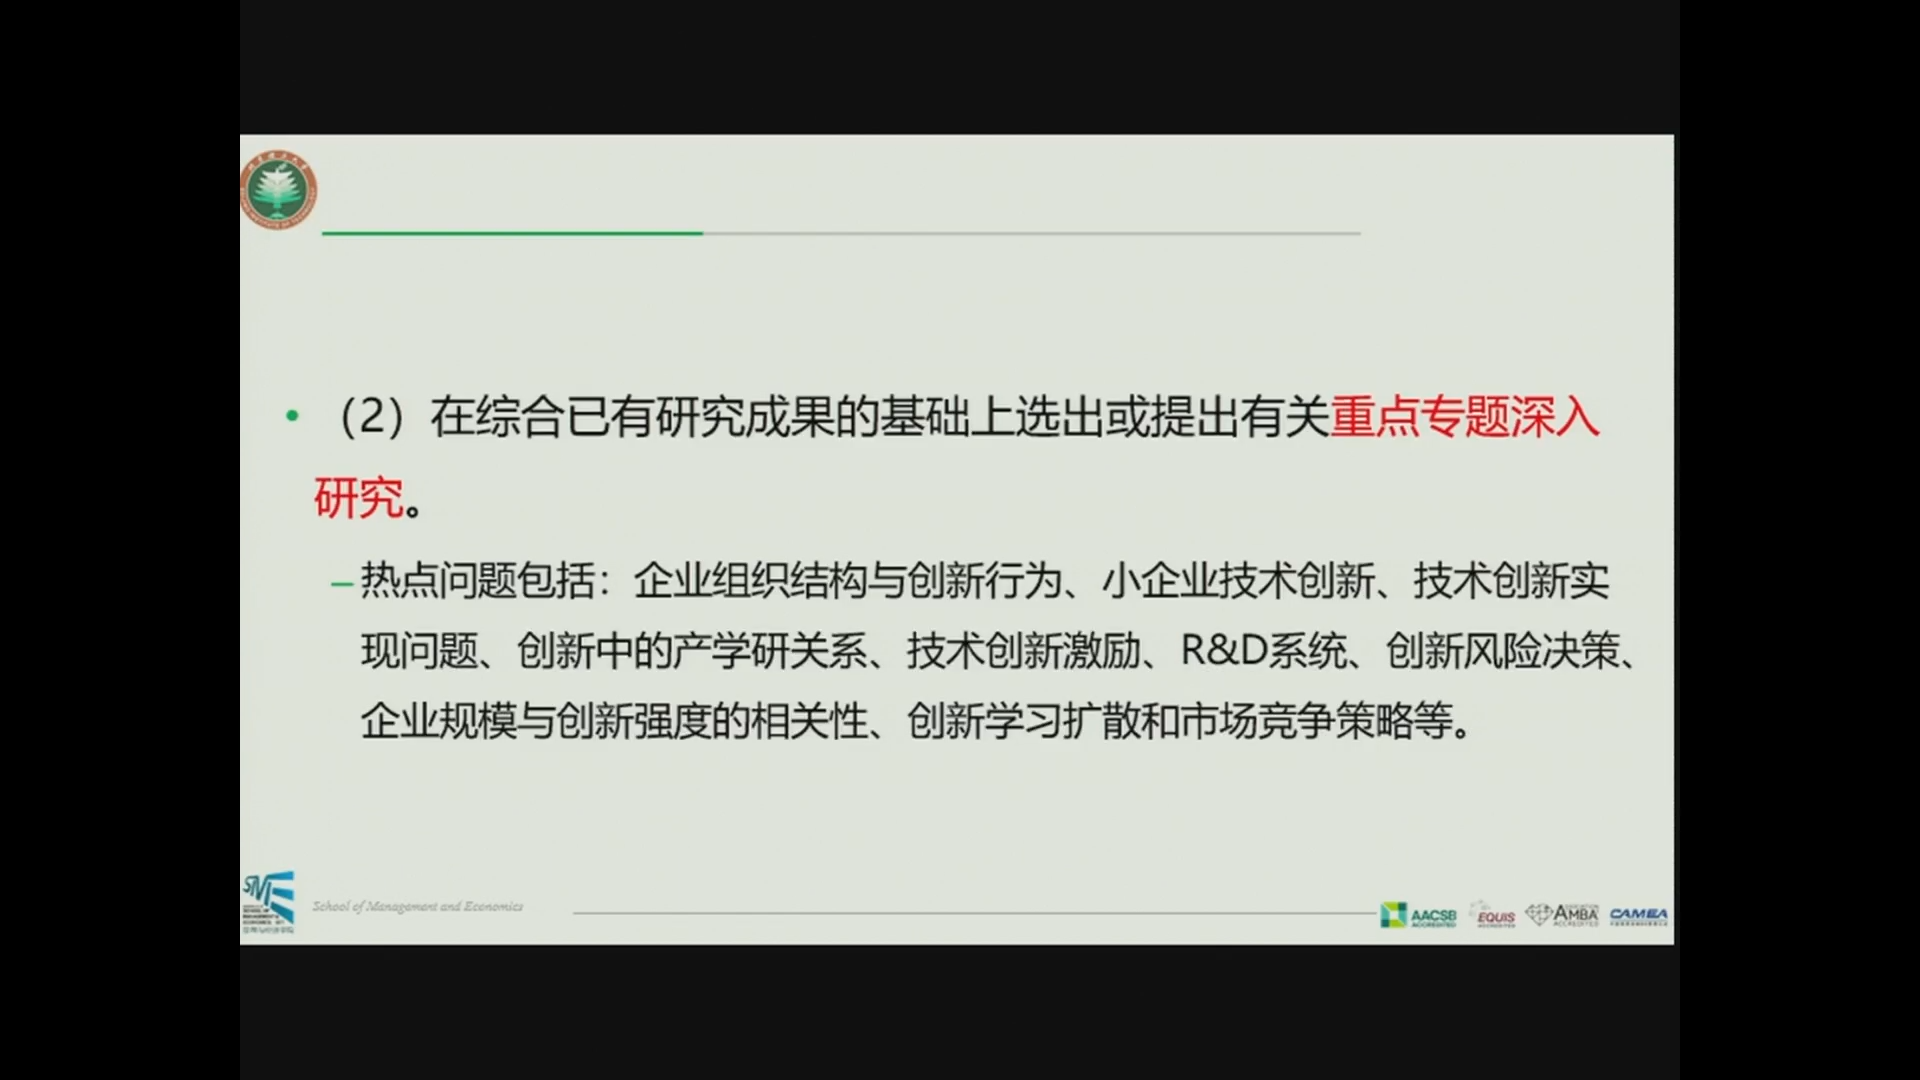 （2）在综合已有研究成果的基础上选出或提出有关重点专题深入
研究。
–热点问题包括：企业组织结构与创新行为、小企业技术创新、技术创新实
现问题、创新中的产学研关系、技术创新激励、R&D系统、创新风险决策、
企业规模与创新强度的相关性、创新学习扩散和市场竞争策略等。
School of Management and Economics
AACSB
ACCREDITED
EQUIS
ACCREDITED
AMBA
ACCREDITED
CAMEA